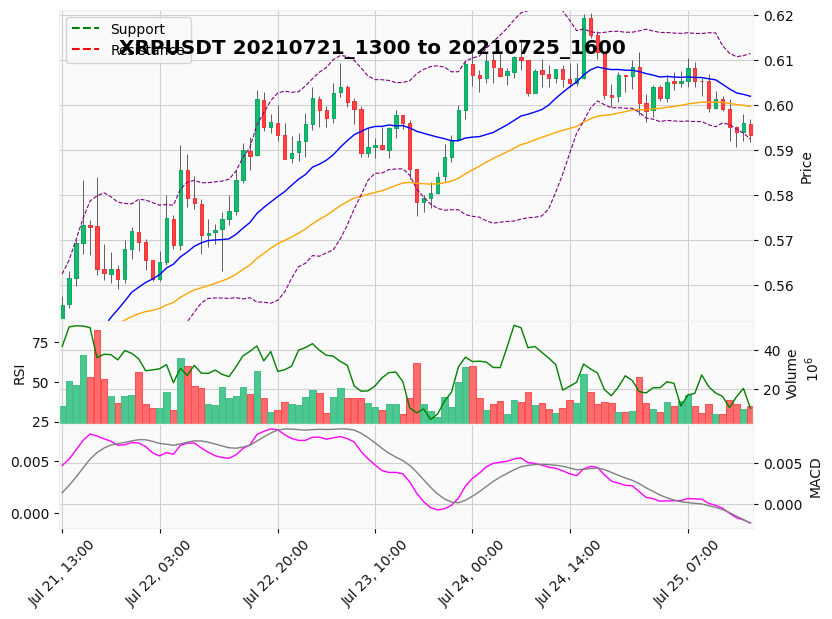 XRPUSDT 20210721_1300 to 20210725_1600
Support
Resistance
0.62
0.61
0.60
0.59
0.58
0.57
0.56
Price
75
50
25
RSI
40
20
Volume
10^6
0.005
0.000
0.005
0.000
MACD
Jul 21, 13:00
Jul 22, 03:00
Jul 22, 20:00
Jul 23, 10:00
Jul 24, 00:00
Jul 24, 14:00
Jul 25, 07:00